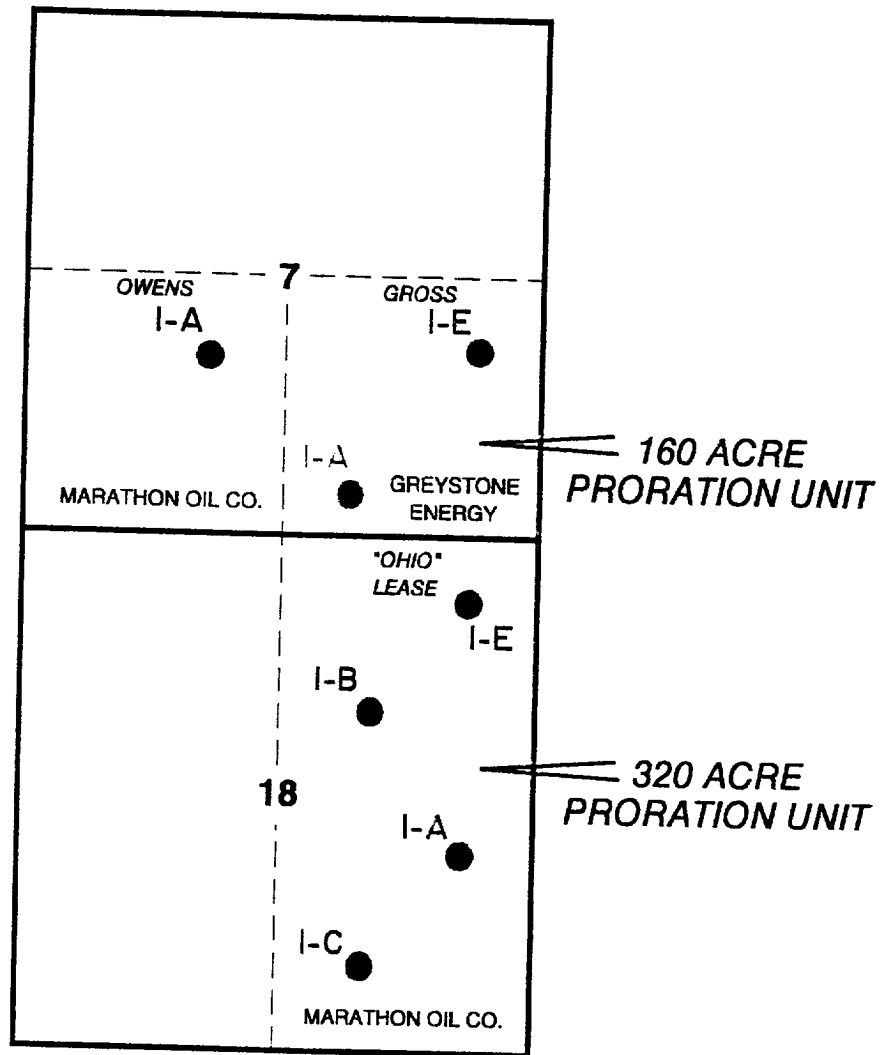 7
OWENS
GROSS
I-A
I-E
160 ACRE
PRORATION UNIT
I-A
MARATHON OIL CO.
GREYSTONE
ENERGY
"OHIO"
LEASE
I-E
I-B
18
320 ACRE
PRORATION UNIT
I-A
I-C
MARATHON OIL CO.